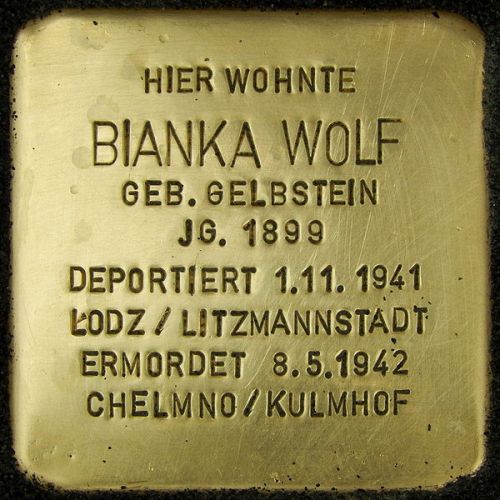 HIER WOHNTE
BIANKA WOLF
GEB. GELBSTEIN
JG. 1899
DEPORTIERT 1.11.1941
ŁODZ / LITZMANNSTADT
ERMORDET 8.5.1942
CHELMNO/KULMHOF